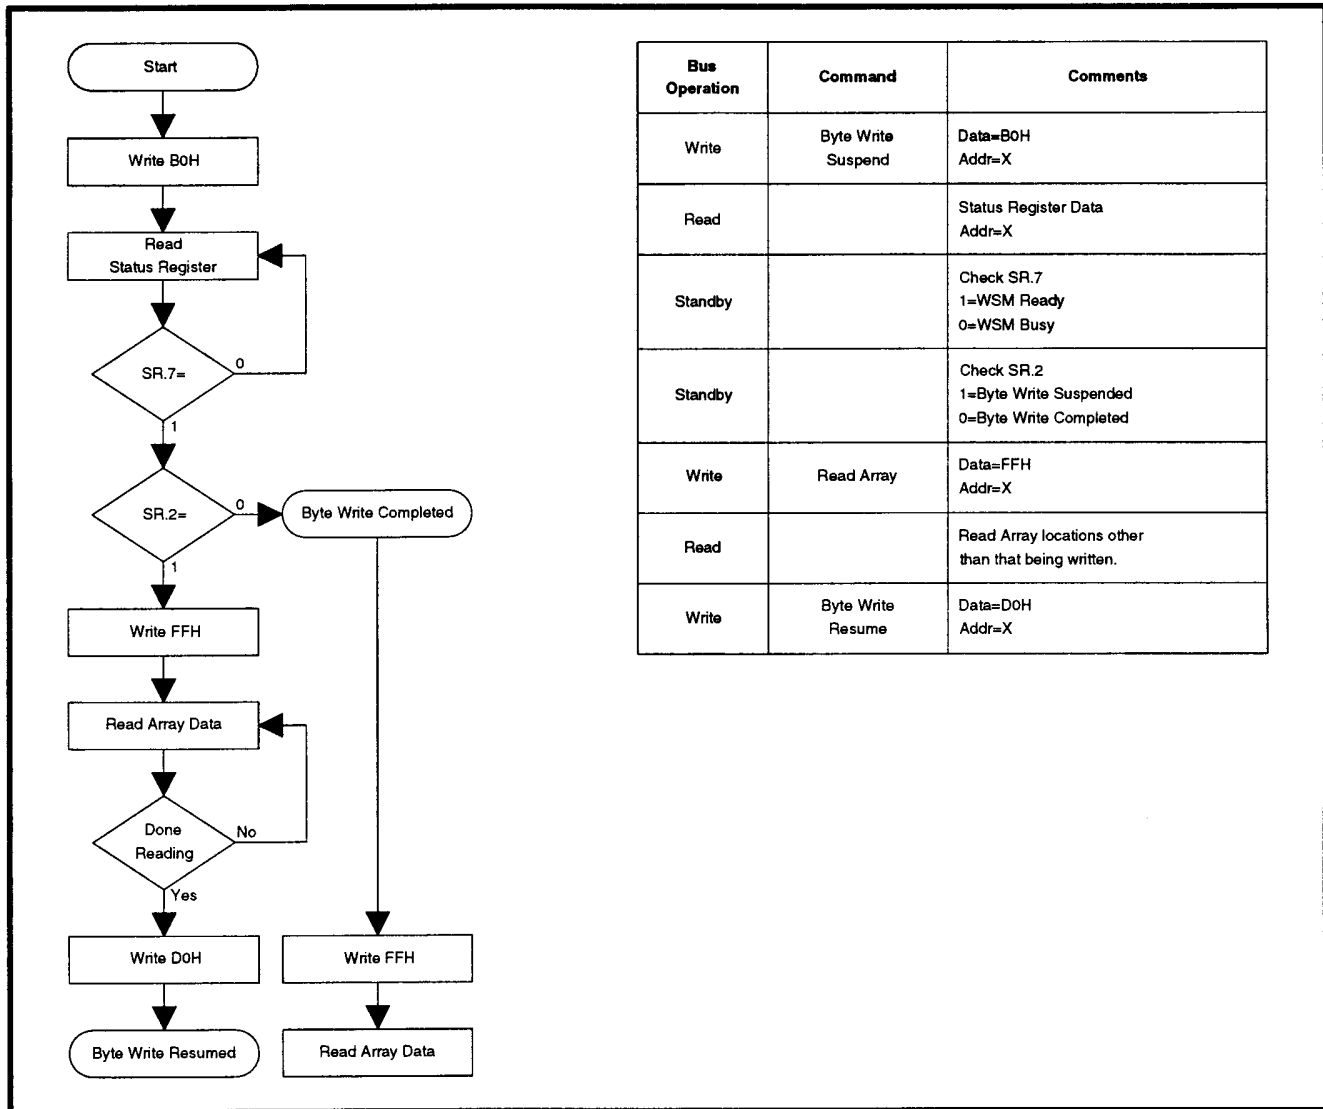 Start
Write B0H
Read
Status Register
SR.7=
0
1
SR.2=
0
Byte Write Completed
1
Write FFH
Read Array Data
Done
Reading
No
Yes
Write D0H
Write FFH
Byte Write Resumed
Read Array Data
Bus
Operation
Command
Comments
Write
Byte Write
Suspend
Data=B0H
Addr=X
Read
Status Register Data
Addr=X
Standby
Check SR.7
1=WSM Ready
0=WSM Busy
Standby
Check SR.2
1=Byte Write Suspended
0=Byte Write Completed
Write
Read Array
Data=FFH
Addr=X
Read
Read Array locations other
than that being written.
Write
Byte Write
Resume
Data=D0H
Addr=X